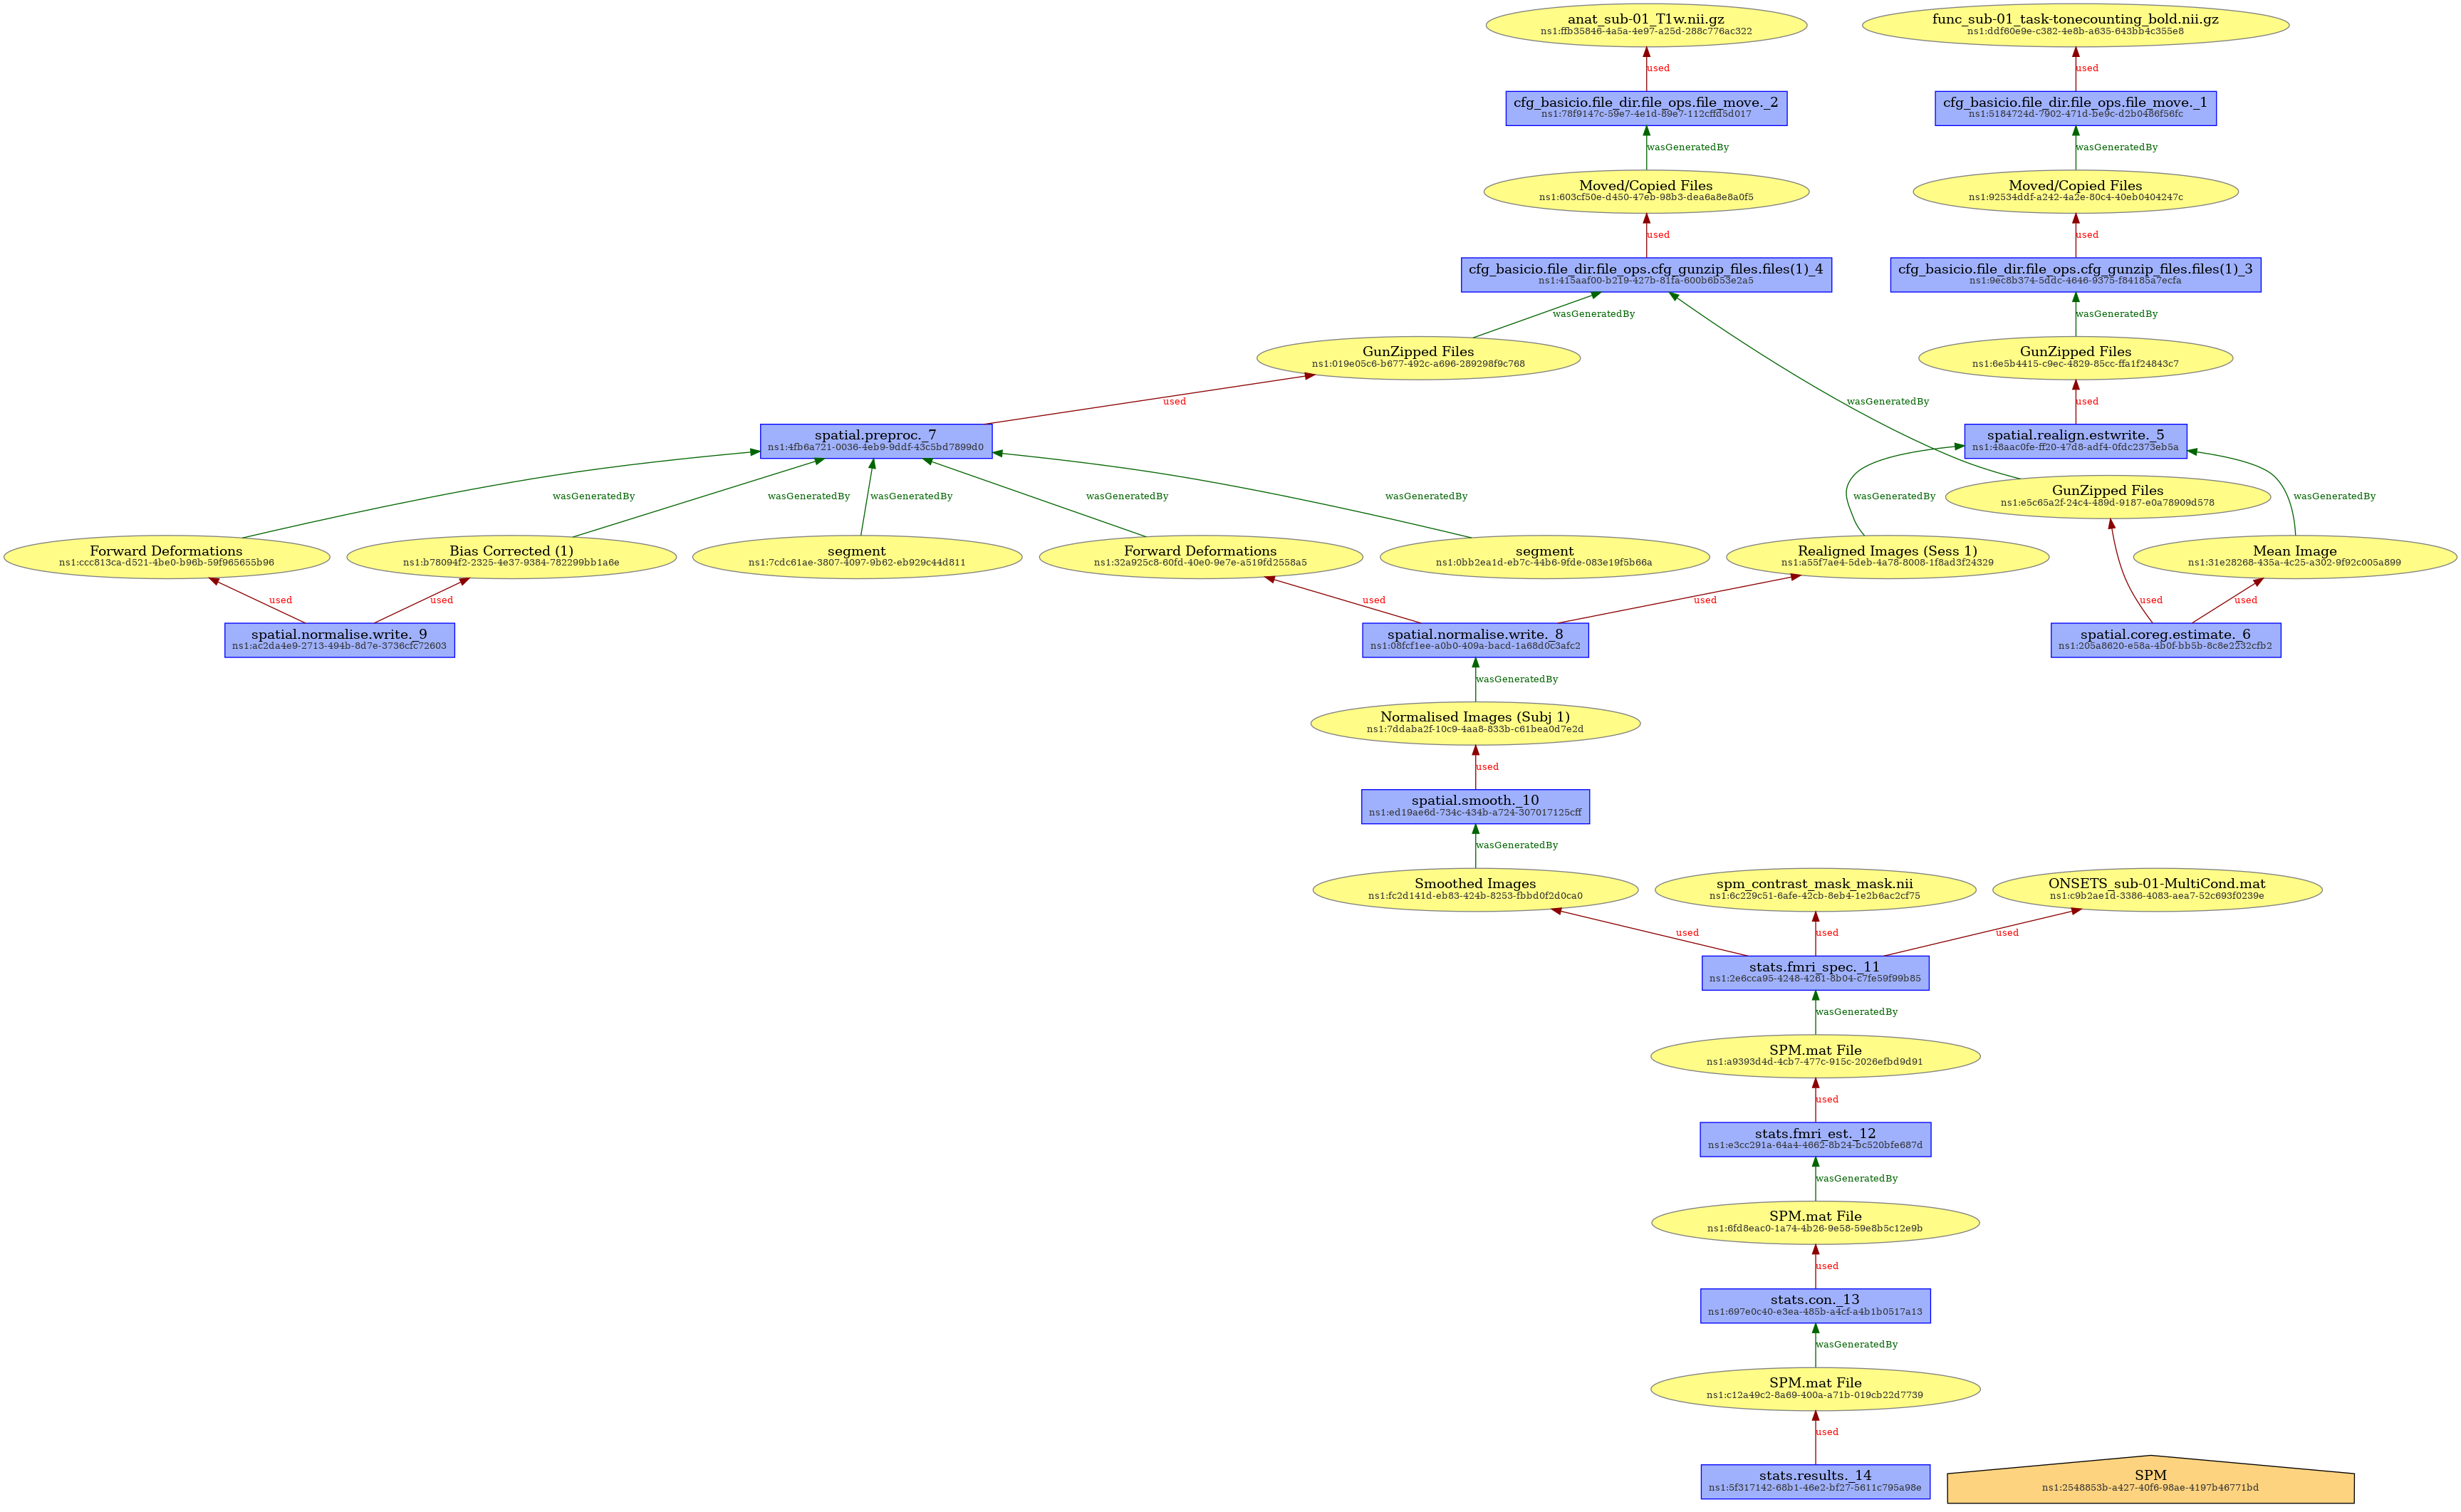 anat_sub-01_T1w.nii.gz
ns1:ffb35846-4a5a-4e97-a25d-288c776ac322
func_sub-01_task-tonecounting_bold.nii.gz
ns1:ddf60e9e-c382-4e8b-a635-643bb4c355e8
used
used
cfg_basicio.file_dir.file_ops.file_move._2
ns1:78f9147c-59e7-4e1d-89e7-112cffd5d017
cfg_basicio.file_dir.file_ops.file_move._1
ns1:5184724d-7902-471d-be9c-d2b0486f56fc
wasGeneratedBy
wasGeneratedBy
Moved/Copied Files
ns1:603cf50e-d450-47eb-98b3-dea6a8e8a0f5
Moved/Copied Files
ns1:92534ddf-a242-4a2e-80c4-40eb0404247c
used
used
cfg_basicio.file_dir.file_ops.cfg_gunzip_files.files(1)_4
ns1:415aaf00-b219-427b-81fa-600b6b53e2a5
cfg_basicio.file_dir.file_ops.cfg_gunzip_files.files(1)_3
ns1:9ec8b374-5ddc-4646-9375-f84185a7ecfa
wasGeneratedBy
wasGeneratedBy
GunZipped Files
ns1:019e05c6-b677-492c-a696-289298f9c768
GunZipped Files
ns1:6e5b4415-c9ec-4829-85cc-ffa1f24843c7
used
wasGeneratedBy
used
spatial.preproc._7
ns1:4fb6a721-0036-4eb9-9ddf-43c5bd7899d0
spatial.realign.estwrite._5
ns1:48aac0fe-ff20-47d8-adf4-0fdc2373eb5a
wasGeneratedBy
wasGeneratedBy
wasGeneratedBy
wasGeneratedBy
wasGeneratedBy
wasGeneratedBy
GunZipped Files
ns1:e5c65a2f-24c4-489d-9187-e0a78909d578
wasGeneratedBy
Forward Deformations
ns1:ccc813ca-d521-4be0-b96b-59f965655b96
Bias Corrected (1)
ns1:b78094f2-2325-4e37-9384-782299bb1a6e
segment
ns1:7cdc61ae-3807-4097-9b62-eb929c44d811
Forward Deformations
ns1:32a925c8-60fd-40e0-9e7e-a519fd2558a5
segment
ns1:0bb2ea1d-eb7c-44b6-9fde-083e19f5b66a
Realigned Images (Sess 1)
ns1:a55f7ae4-5deb-4a78-8008-1f8ad3f24329
Mean Image
ns1:31e28268-435a-4c25-a302-9f92c005a899
used
used
used
used
used
used
spatial.normalise.write._9
ns1:ac2da4e9-2713-494b-8d7e-3736cfc72603
spatial.normalise.write._8
ns1:08fcf1ee-a0b0-409a-bacd-1a68d0c3afc2
spatial.coreg.estimate._6
ns1:205a8620-e58a-4b0f-bb5b-8c8e2232cfb2
wasGeneratedBy
Normalised Images (Subj 1)
ns1:7ddaba2f-10c9-4aa8-833b-c61bea0d7e2d
used
spatial.smooth._10
ns1:ed19ae6d-734c-434b-a724-307017125cff
wasGeneratedBy
Smoothed Images
ns1:fc2d141d-eb83-424b-8253-fbbd0f2d0ca0
spm_contrast_mask_mask.nii
ns1:6c229c51-6afe-42cb-8eb4-1e2b6ac2cf75
ONSETS_sub-01-MultiCond.mat
ns1:c9b2ae1d-3386-4083-aea7-52c693f0239e
used
used
used
stats.fmri_spec._11
ns1:2e6cca95-4248-4261-8b04-c7fe59f99b85
wasGeneratedBy
SPM.mat File
ns1:a9393d4d-4cb7-477c-915c-2026efbd9d91
used
stats.fmri_est._12
ns1:e3cc291a-64a4-4662-8b24-bc520bfe687d
wasGeneratedBy
SPM.mat File
ns1:6fd8eac0-1a74-4b26-9e58-59e8b5c12e9b
used
stats.con._13
ns1:697e0c40-e3ea-485b-a4cf-a4b1b0517a13
wasGeneratedBy
SPM.mat File
ns1:c12a49c2-8a69-400a-a71b-019cb22d7739
used
stats.results._14
ns1:5f317142-68b1-46e2-bf27-5611c795a98e
SPM
ns1:2548853b-a427-40f6-98ae-4197b46771bd